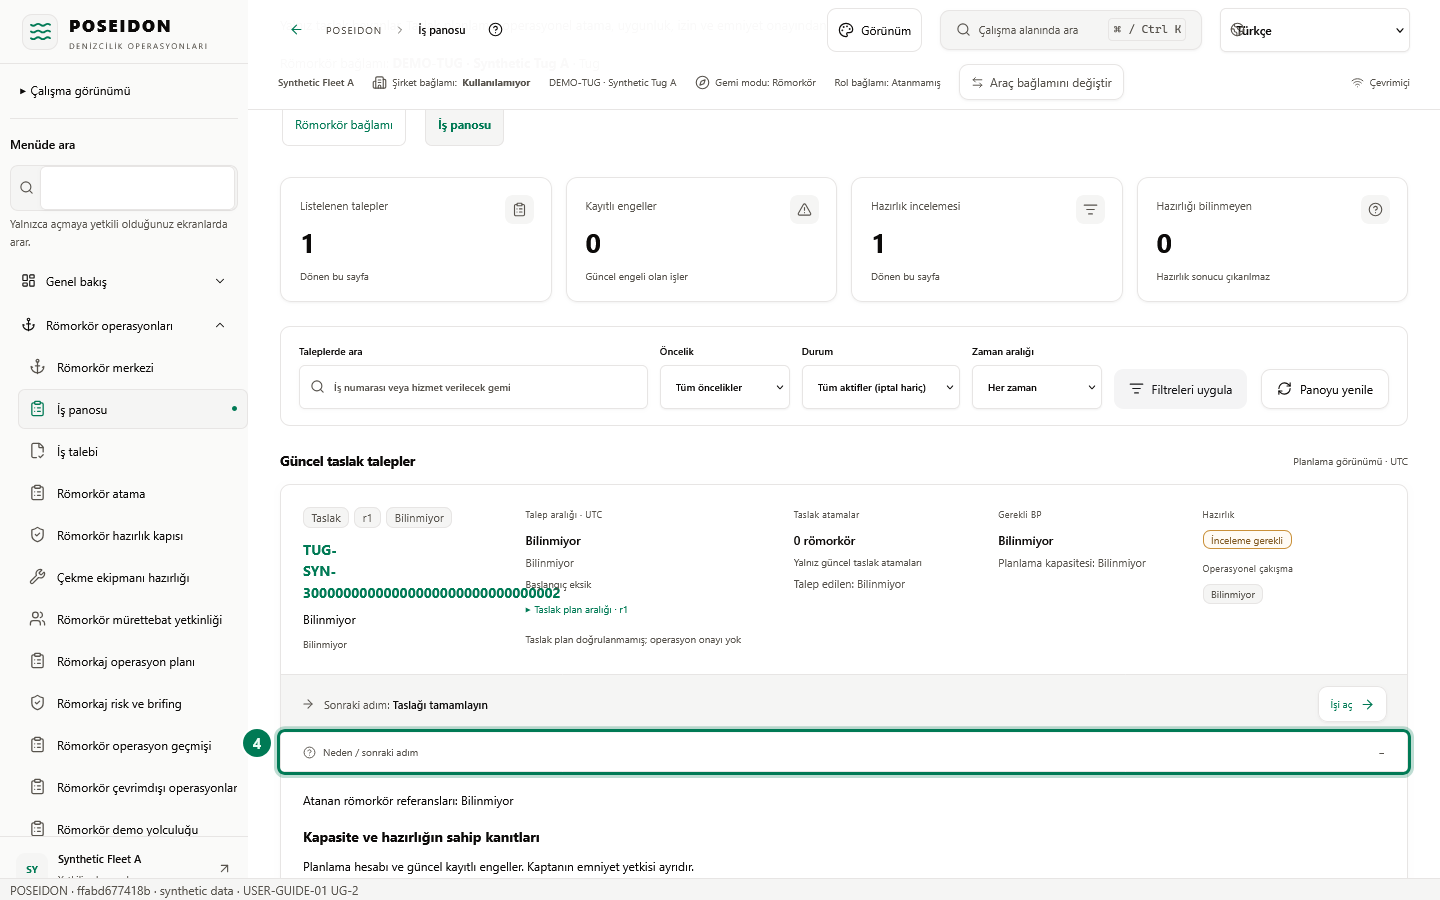 POSEIDON
DENİZCİLİK OPERASYONLARI
▸ Çalışma görünümü
Menüde ara
Yalnızca açmaya yetkili olduğunuz ekranlarda
arar.
Genel bakış
Römorkör operasyonları
Römorkör merkezi
İş panosu
İş talebi
Römorkör atama
Römorkör hazırlık kapısı
Çekme ekipmanı hazırlığı
Römorkör mürettebat yetkinliği
Römorkaj operasyon planı
Römorkaj risk ve brifing
Römorkör operasyon geçmişi
Römorkör çevrimdışı operasyonlar
Römorkör demo yolculuğu
SY
Synthetic Fleet A
POSEIDON
İş panosu
Görünüm
Çalışma alanında ara
⌘ / Ctrl K
Türkçe
Synthetic Fleet A
Şirket bağlamı: Kullanılamıyor
DEMO-TUG · Synthetic Tug A
Gemi modu: Römorkör
Rol bağlamı: Atanmamış
Araç bağlamını değiştir
Çevrimiçi
Römorkör bağlamı
İş panosu
Listelenen talepler
1
Dönen bu sayfa
Kayıtlı engeller
0
Güncel engeli olan işler
Hazırlık incelemesi
1
Dönen bu sayfa
Hazırlığı bilinmeyen
0
Hazırlık sonucu çıkarılmaz
Taleplerde ara
İş numarası veya hizmet verilecek gemi
Öncelik
Tüm öncelikler
Durum
Tüm aktifler (iptal hariç)
Zaman aralığı
Her zaman
Filtreleri uygula
Panoyu yenile
Güncel taslak talepler
Planlama görünümü · UTC
Taslak
r1
Bilinmiyor
TUG-
SYN-
30000000000000000000000000000002
Bilinmiyor
Bilinmiyor
Talep aralığı · UTC
Bilinmiyor
Bilinmiyor
Başlangıç eksik
▸ Taslak plan aralığı · r1
Taslak plan doğrulanmamış; operasyon onayı yok
Taslak atamalar
0 römorkör
Yalnız güncel taslak atamaları
Talep edilen: Bilinmiyor
Gerekli BP
Bilinmiyor
Planlama kapasitesi: Bilinmiyor
Hazırlık
İnceleme gerekli
Operasyonel çakışma
Bilinmiyor
Sonraki adım: Taslağı tamamlayın
İşi aç
4
Neden / sonraki adım
–
Atanan römorkör referansları: Bilinmiyor
Kapasite ve hazırlığın sahip kanıtları
Planlama hesabı ve güncel kayıtlı engeller. Kaptanın emniyet yetkisi ayrıdır.
POSEIDON · ffabd677418b · synthetic data · USER-GUIDE-01 UG-2